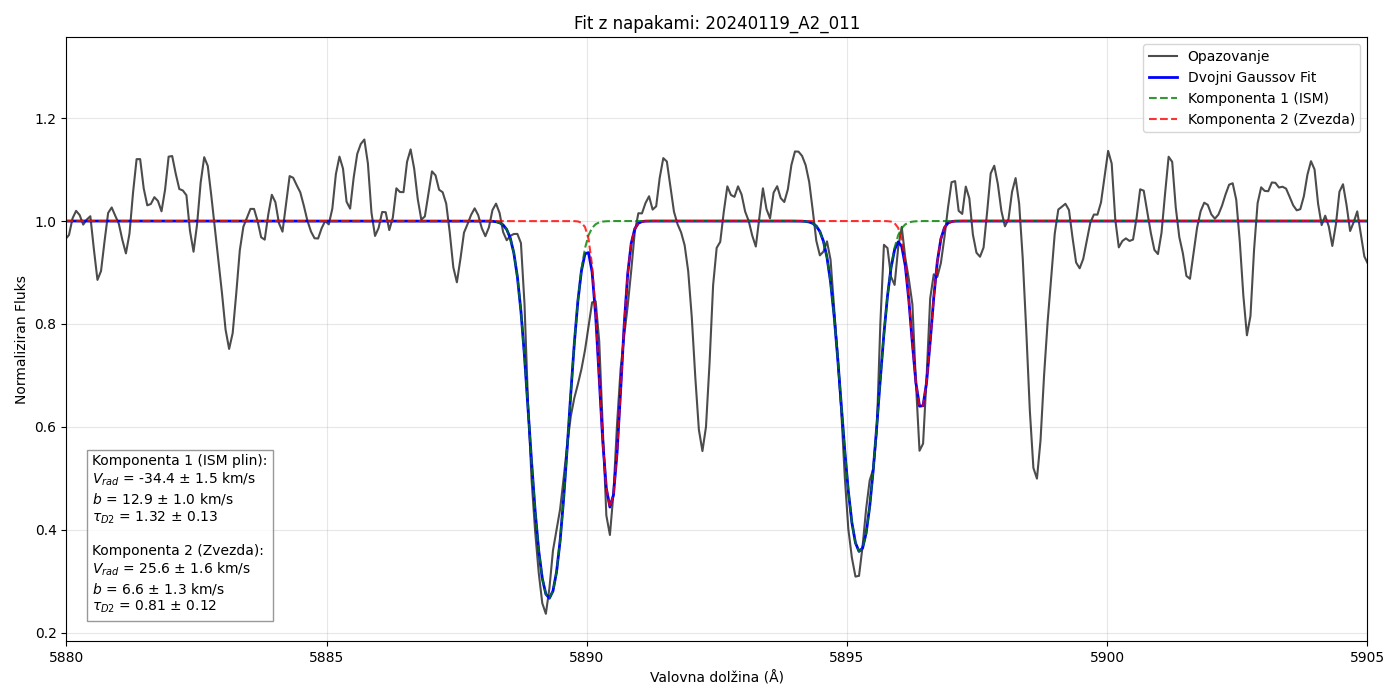 Fit z napakami: 20240119_A2_011
Normaliziran Fluks
1.2
1.0
0.8
0.6
0.4
0.2
Opazovanje
Dvojni Gaussov Fit
Komponenta 1 (ISM)
Komponenta 2 (Zvezda)
Komponenta 1 (ISM plin):
V_rad = -34.4 ± 1.5 km/s
b = 12.9 ± 1.0 km/s
τ_D2 = 1.32 ± 0.13
Komponenta 2 (Zvezda):
V_rad = 25.6 ± 1.6 km/s
b = 6.6 ± 1.3 km/s
τ_D2 = 0.81 ± 0.12
5880 5885 5890 5895 5900 5905
Valovna dolžina (Å)